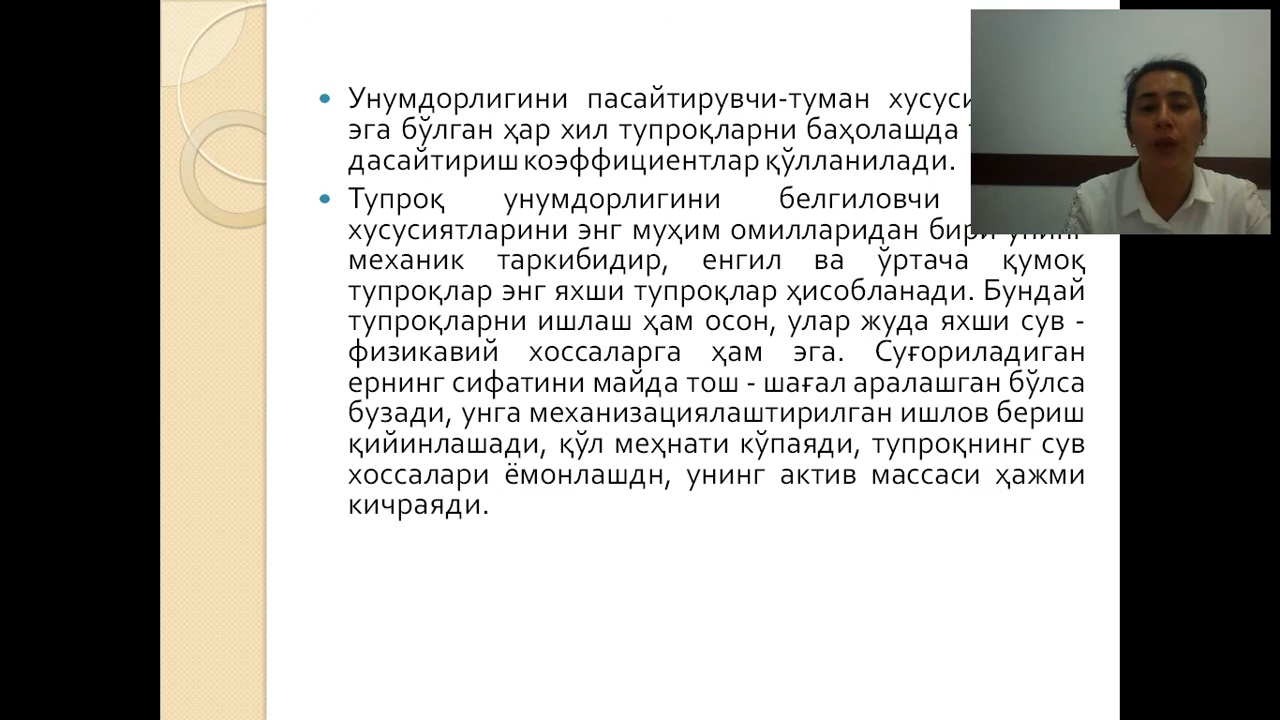 Унумдорлигини пасайтирувчи-туман
эга бўлган ҳар хил тупроқларни баҳолашда
дасайтириш коэффициентлар қўлланилади.
Тупроқ унумдорлигини белгиловчи
хусусиятларини энг муҳим омилларидан бири унинг
механик таркибидир, енгил ва ўртача қумоқ
тупроқлар энг яхши тупроқлар ҳисобланади. Бундай
тупроқларни ишлаш ҳам осон, улар жуда яхши сув -
физикавий хоссаларга ҳам эга. Суғориладиган
ернинг сифатини майда тош - шағал аралашган бўлса
бузади, унга механизациялаштирилган ишлов бериш
қийинлашади, қўл меҳнати кўпаяди, тупроқнинг сув
хоссалари ёмонлашдн, унинг актив массаси ҳажми
кичраяди.